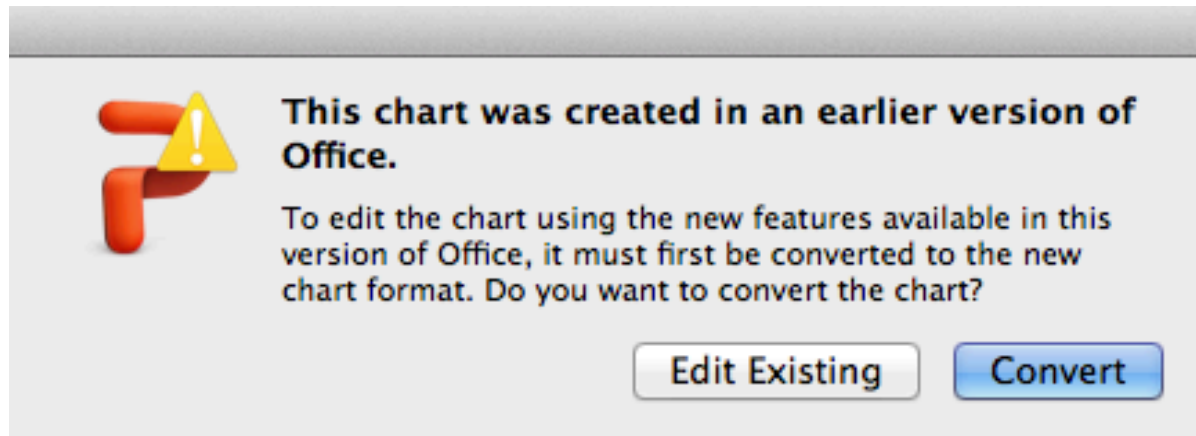 This chart was created in an earlier version of
Office.
To edit the chart using the new features available in this
version of Office, it must first be converted to the new
chart format. Do you want to convert the chart?
Edit Existing
Convert